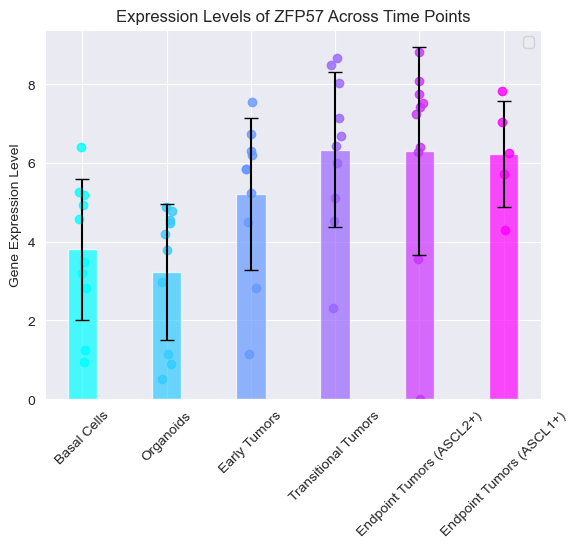 Expression Levels of ZFP57 Across Time Points
Gene Expression Level
8
6
4
2
0
Basal Cells
Organoids
Early Tumors
Transitional Tumors
Endpoint Tumors (ASCL2+)
Endpoint Tumors (ASCL1+)